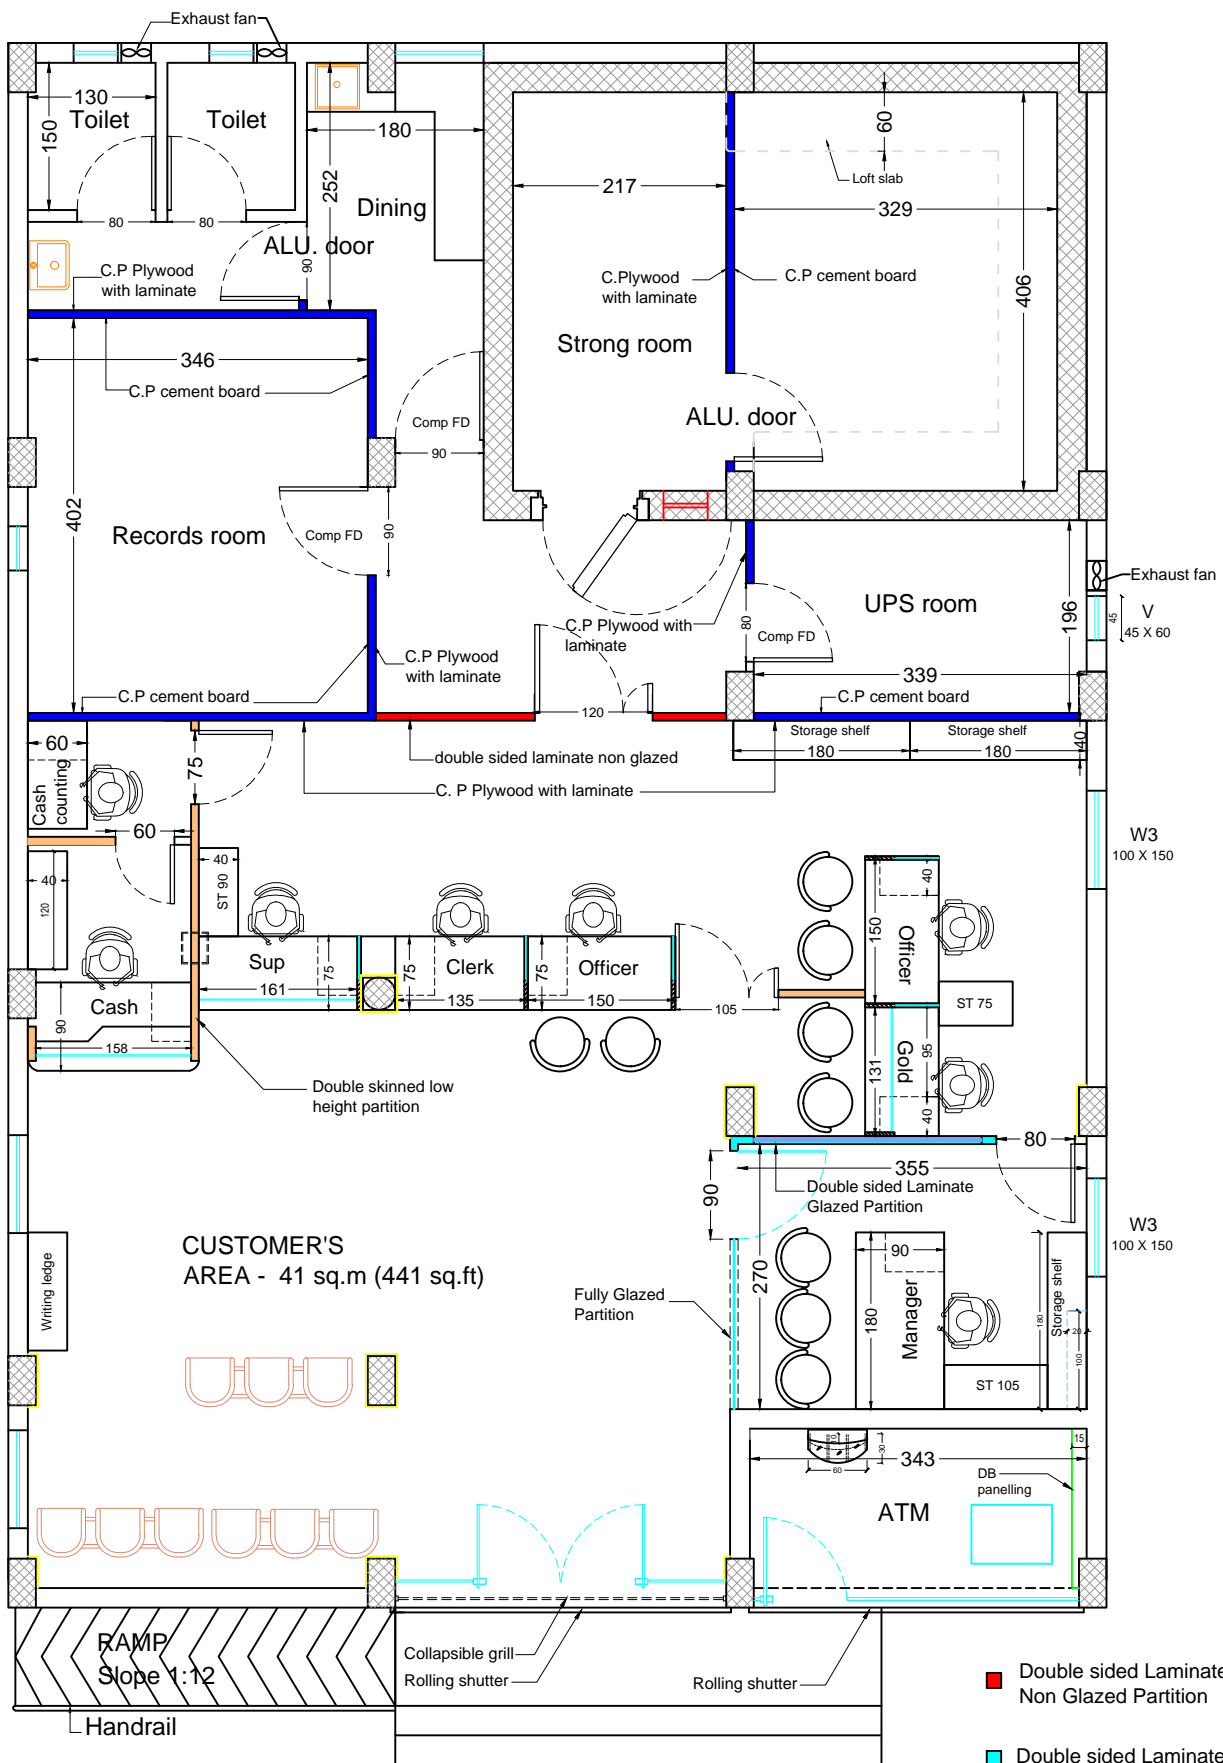 Exhaust fan
130
Toilet
Toilet
150
180
60
252
217
Loft slab
Dining
329
80
80
ALU. door
90
C.P Plywood
with laminate
C.Plywood
with laminate
C.P cement board
406
346
Strong room
C.P cement board
Comp FD
ALU. door
90
402
Records room
Comp FD
90
Exhaust fan
UPS room
V
45 X 60
45
196
C.P Plywood with
laminate
80
Comp FD
C.P Plywood
with laminate
339
C.P cement board
C.P cement board
120
60
Storage shelf
Storage shelf
180
180
40
double sided laminate non glazed
75
C. P Plywood with laminate
Cash
counting
60
W3
100 X 150
40
ST 90
40
120
40
150
Officer
Sup
75
161
75
Clerk
135
75
Officer
150
105
ST 75
Cash
90
158
131
Gold
95
40
Double skinned low
height partition
80
355
Double sided Laminate
Glazed Partition
90
W3
100 X 150
CUSTOMER'S
AREA - 41 sq.m (441 sq.ft)
Writing ledge
270
90
180
Manager
180
Storage shelf
20
100
Fully Glazed
Partition
ST 105
10
30
60
343
15
DB
panelling
ATM
RAMP
Slope 1:12
Collapsible grill
Rolling shutter
Rolling shutter
Handrail
Double sided Laminate
Non Glazed Partition
Double sided Laminate